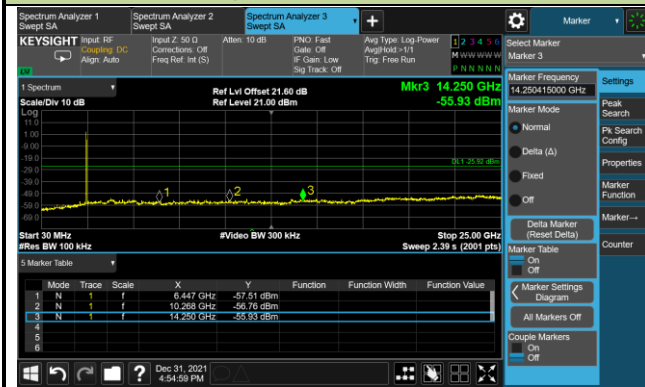 Spectrum Analyzer 1
Swept SA
Spectrum Analyzer 2
Swept SA
Spectrum Analyzer 3
Swept SA
Marker
KEYSIGHT
Input: RF
Coupling: DC
Align: Auto
Input Z: 50 Ω
Corrections: Off
Freq Ref: Int (S)
Atten: 10 dB
PNO: Fast
Gate: Off
IF Gain: Low
Sig Track: Off
Avg Type: Log-Power
Avg|Hold:>1/1
Trig: Free Run
1 2 3 4 5 6
M W W W W W
P N N N N N
Select Marker
Marker 3
1 Spectrum
Scale/Div 10 dB
Ref Lvl Offset 21.60 dB
Ref Level 21.00 dBm
Mkr3 14.250 GHz
-55.93 dBm
Log
11.0
1.00
-9.00
-19.0
-29.0
-39.0
-49.0
-59.0
-69.0
DL1 -25.92 dBm
1
2
3
Start 30 MHz
#Res BW 100 kHz
#Video BW 300 kHz
Stop 25.00 GHz
Sweep 2.39 s (2001 pts)
5 Marker Table
Mode Trace Scale X Y Function Function Width Function Value
1 N 1 f 6.447 GHz -57.51 dBm
2 N 1 f 10.268 GHz -56.76 dBm
3 N 1 f 14.250 GHz -55.93 dBm
4
5
6
Marker Frequency
14.250415000 GHz
Marker Mode
Normal
Delta (Δ)
Fixed
Off
Delta Marker
(Reset Delta)
Marker Table
On
Off
Marker Settings
Diagram
All Markers Off
Couple Markers
On
Off
Settings
Peak
Search
Pk Search
Config
Properties
Marker
Function
Marker→
Counter
Dec 31, 2021
4:54:59 PM